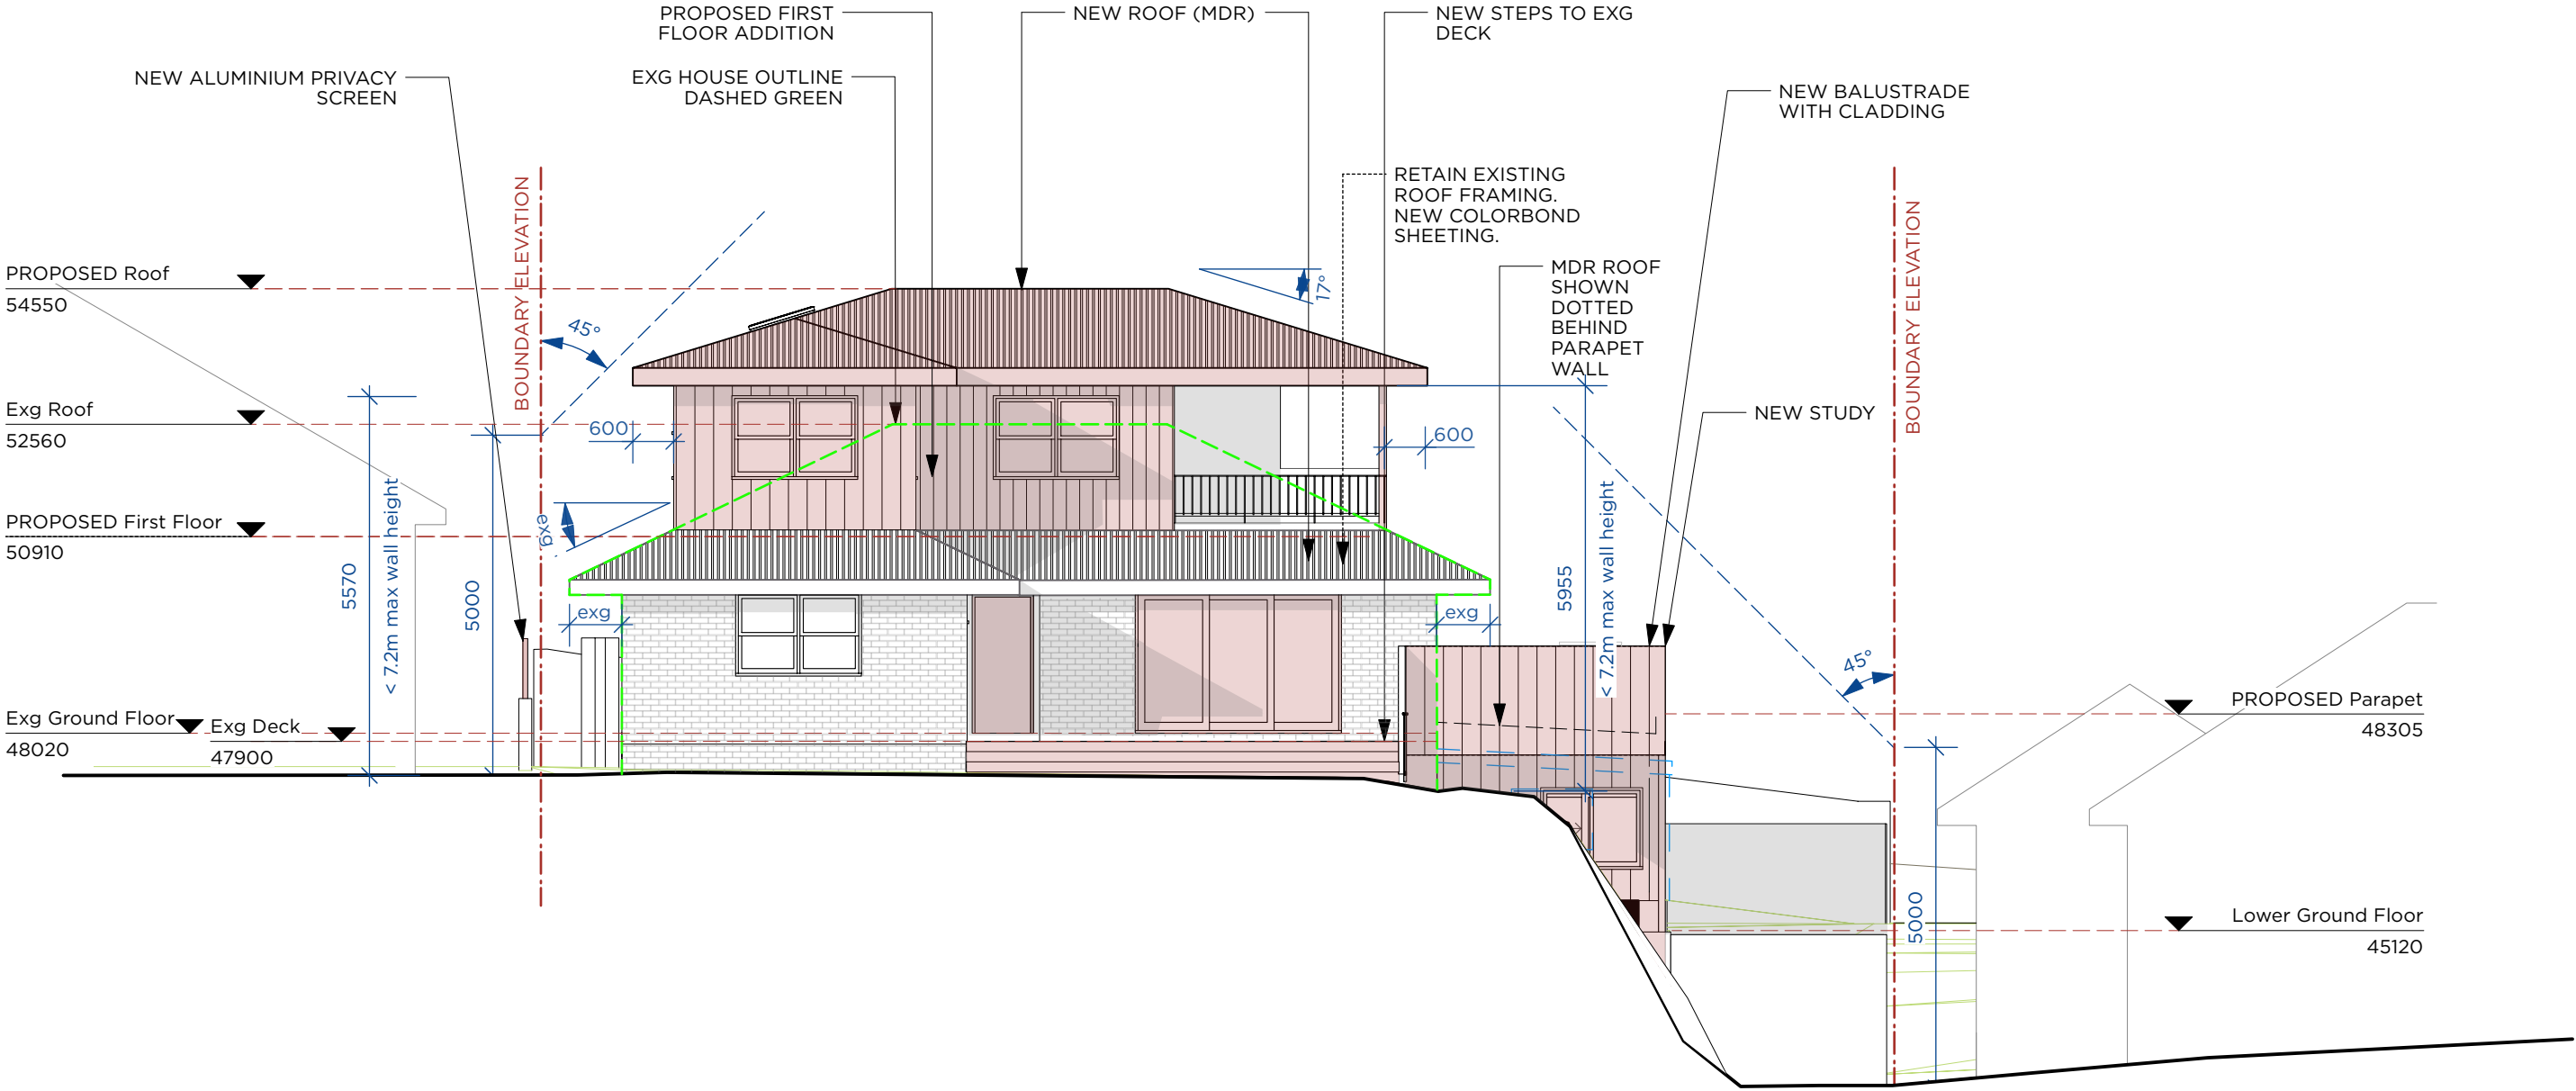 PROPOSED FIRST
FLOOR ADDITION
NEW ROOF (MDR)
NEW STEPS TO EXG
DECK
NEW ALUMINIUM PRIVACY
SCREEN
EXG HOUSE OUTLINE
DASHED GREEN
NEW BALUSTRADE
WITH CLADDING
RETAIN EXISTING
ROOF FRAMING.
NEW COLORBOND
SHEETING.
BOUNDARY ELEVATION
BOUNDARY ELEVATION
MDR ROOF
SHOWN
DOTTED
BEHIND
PARAPET
WALL
PROPOSED Roof
54550
17°
45°
Exg Roof
52560
600
600
NEW STUDY
PROPOSED First Floor
50910
exg
5570
< 7.2m max wall height
5000
5955
< 7.2m max wall height
exg
exg
45°
Exg Ground Floor
48020
Exg Deck
47900
PROPOSED Parapet
48305
5000
Lower Ground Floor
45120